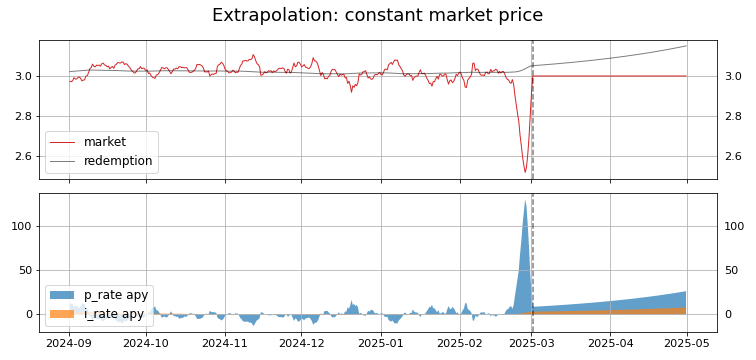 Extrapolation: constant market price
3.0
2.8
2.6
3.0
2.8
2.6
market
redemption
100
50
0
100
50
0
p_rate apy
i_rate apy
2024-09 2024-10 2024-11 2024-12 2025-01 2025-02 2025-03 2025-04 2025-05